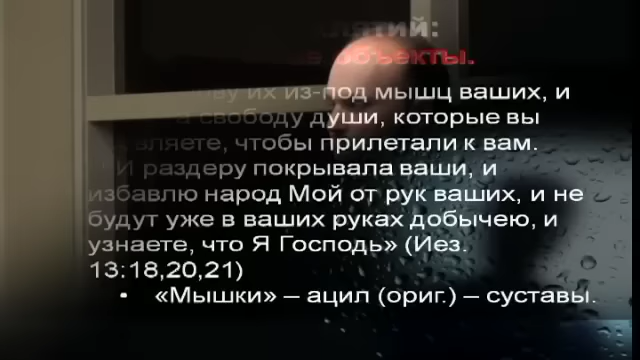 клятий:
объекты.
их из-под мышц ваших, и
свободу души, которые вы
вляете, чтобы прилетали к вам.
И раздеру покрывала ваши, и
избавлю народ Мой от рук ваших, и не
будут уже в ваших руках добычею, и
узнаете, что Я Господь» (Иез.
13:18,20,21)
• «Мышки» – ацил (ориг.) – суставы.